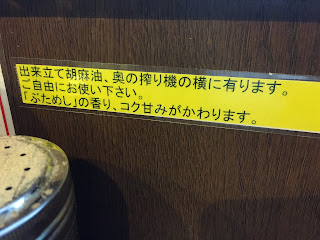 出来立て胡麻油、奥の搾り機の横に有ります。
ご自由にお使い下さい。
「ぶためし」の香り、コク甘みがかわります。